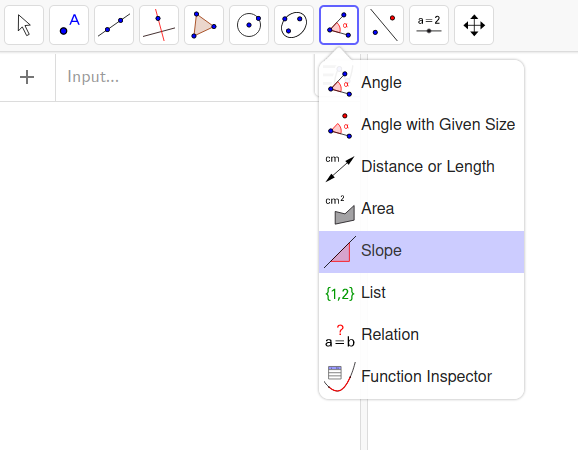 A
α
a=2
Input...
α
Angle
α
Angle with Given Size
cm
Distance or Length
cm²
Area
Slope
{1,2}
List
?
a=b
Relation
Function Inspector